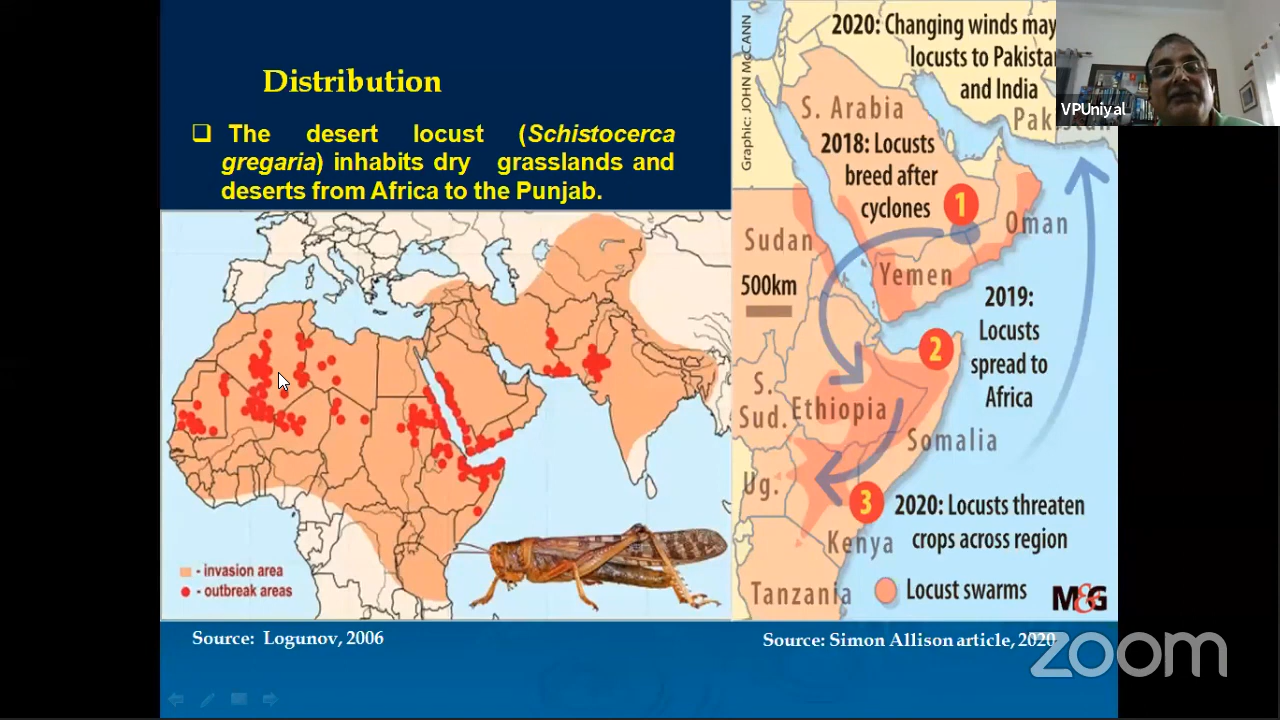 Distribution
❑ The desert locust (Schistocerca
gregaria) inhabits dry grasslands and
deserts from Africa to the Punjab.
- invasion area
- outbreak areas
Source: Logunov, 2006
Graphic: JOHN McCANN
2020: Changing winds may
locusts to Pakistan
and India
VPUniyal
Pakistan
S. Arabia
2018: Locusts
breed after
cyclones
1
Oman
Sudan
Yemen
500km
2019:
Locusts
spread to
Africa
2
S.
Sud.
Ethiopia
Somalia
Ug.
3
2020: Locusts threaten
crops across region
Kenya
Tanzania
Locust swarms
M&G
Source: Simon Allison article, 2020
zoom